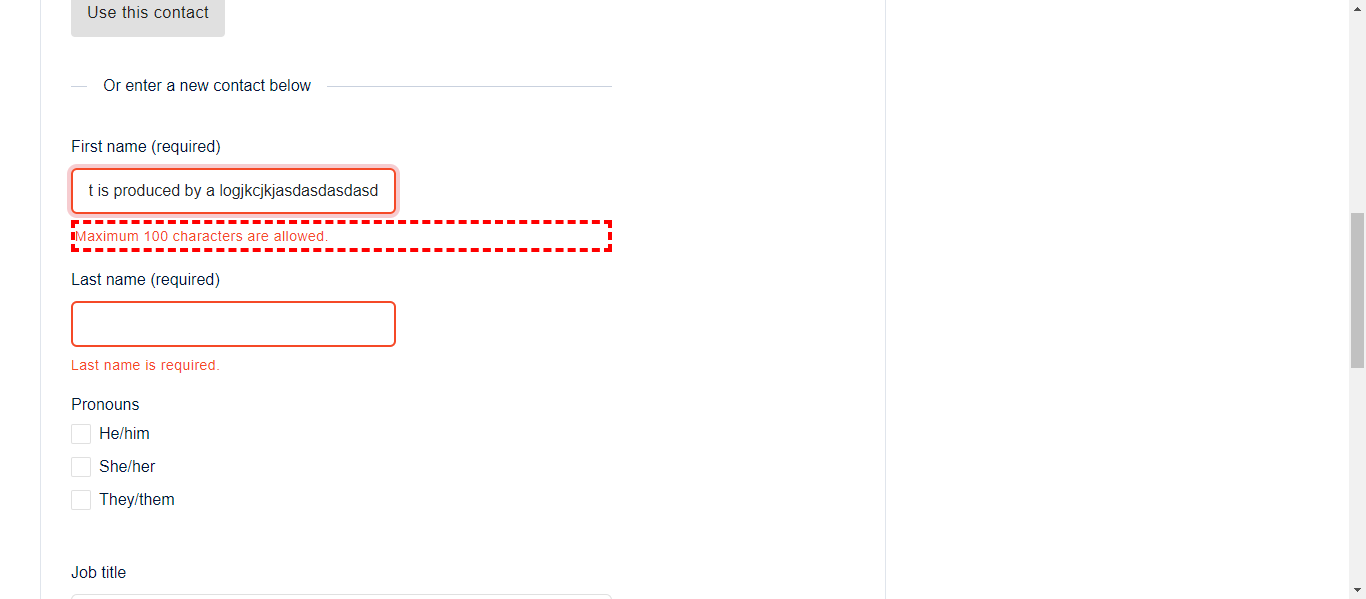 Use this contact
Or enter a new contact below
First name (required)
t is produced by a logjkcjkjasdasdasdasd
Maximum 100 characters are allowed.
Last name (required)
Last name is required.
Pronouns
He/him
She/her
They/them
Job title